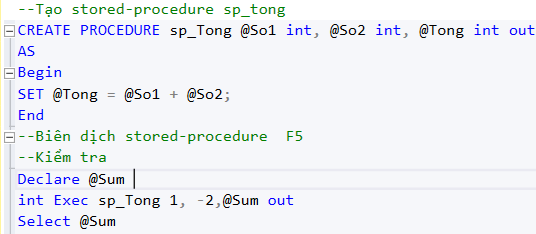 --Tạo stored-procedure sp_tong
CREATE PROCEDURE sp_Tong @So1 int, @So2 int, @Tong int out
AS
Begin
SET @Tong = @So1 + @So2;
End
--Biên dịch stored-procedure  F5
--Kiểm tra
Declare @Sum
int Exec sp_Tong 1, -2,@Sum out
Select @Sum